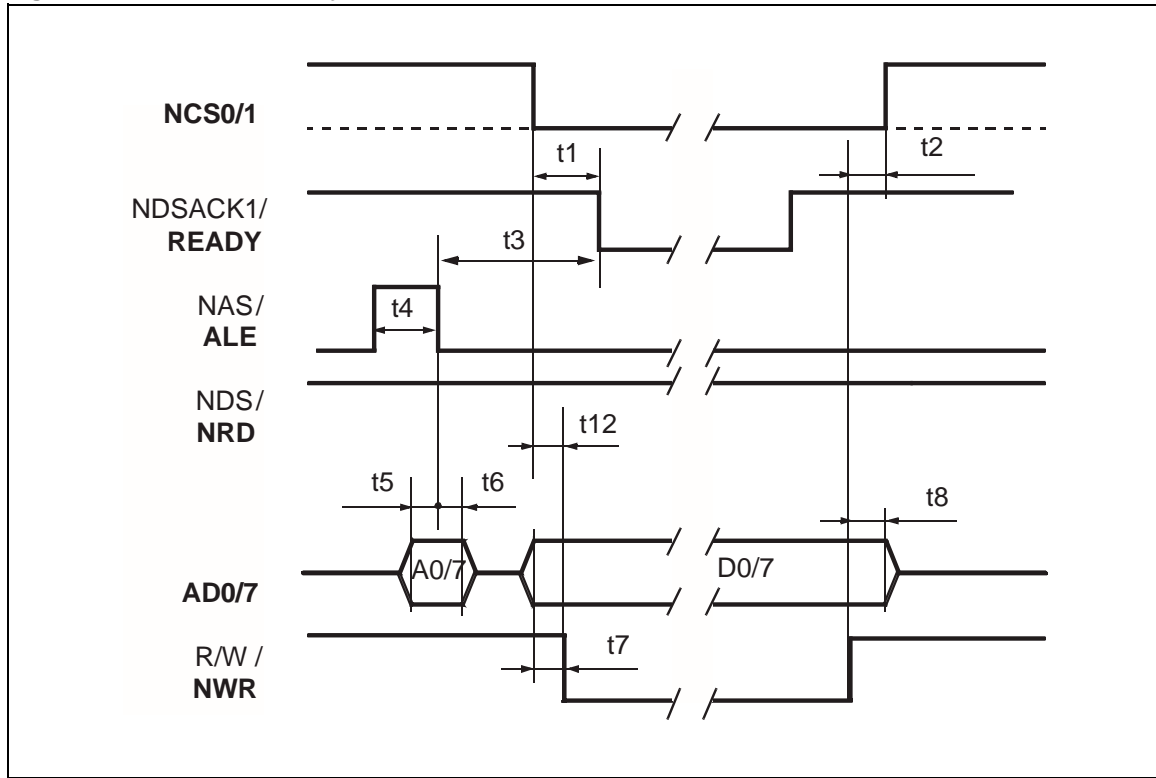 NCS0/1
t2
t1
NDSACK1/
READY
t3
NAS/
ALE
t4
NDS/
NRD
t12
t5
t6
t8
A0/7
D0/7
AD0/7
R/W /
NWR
t7